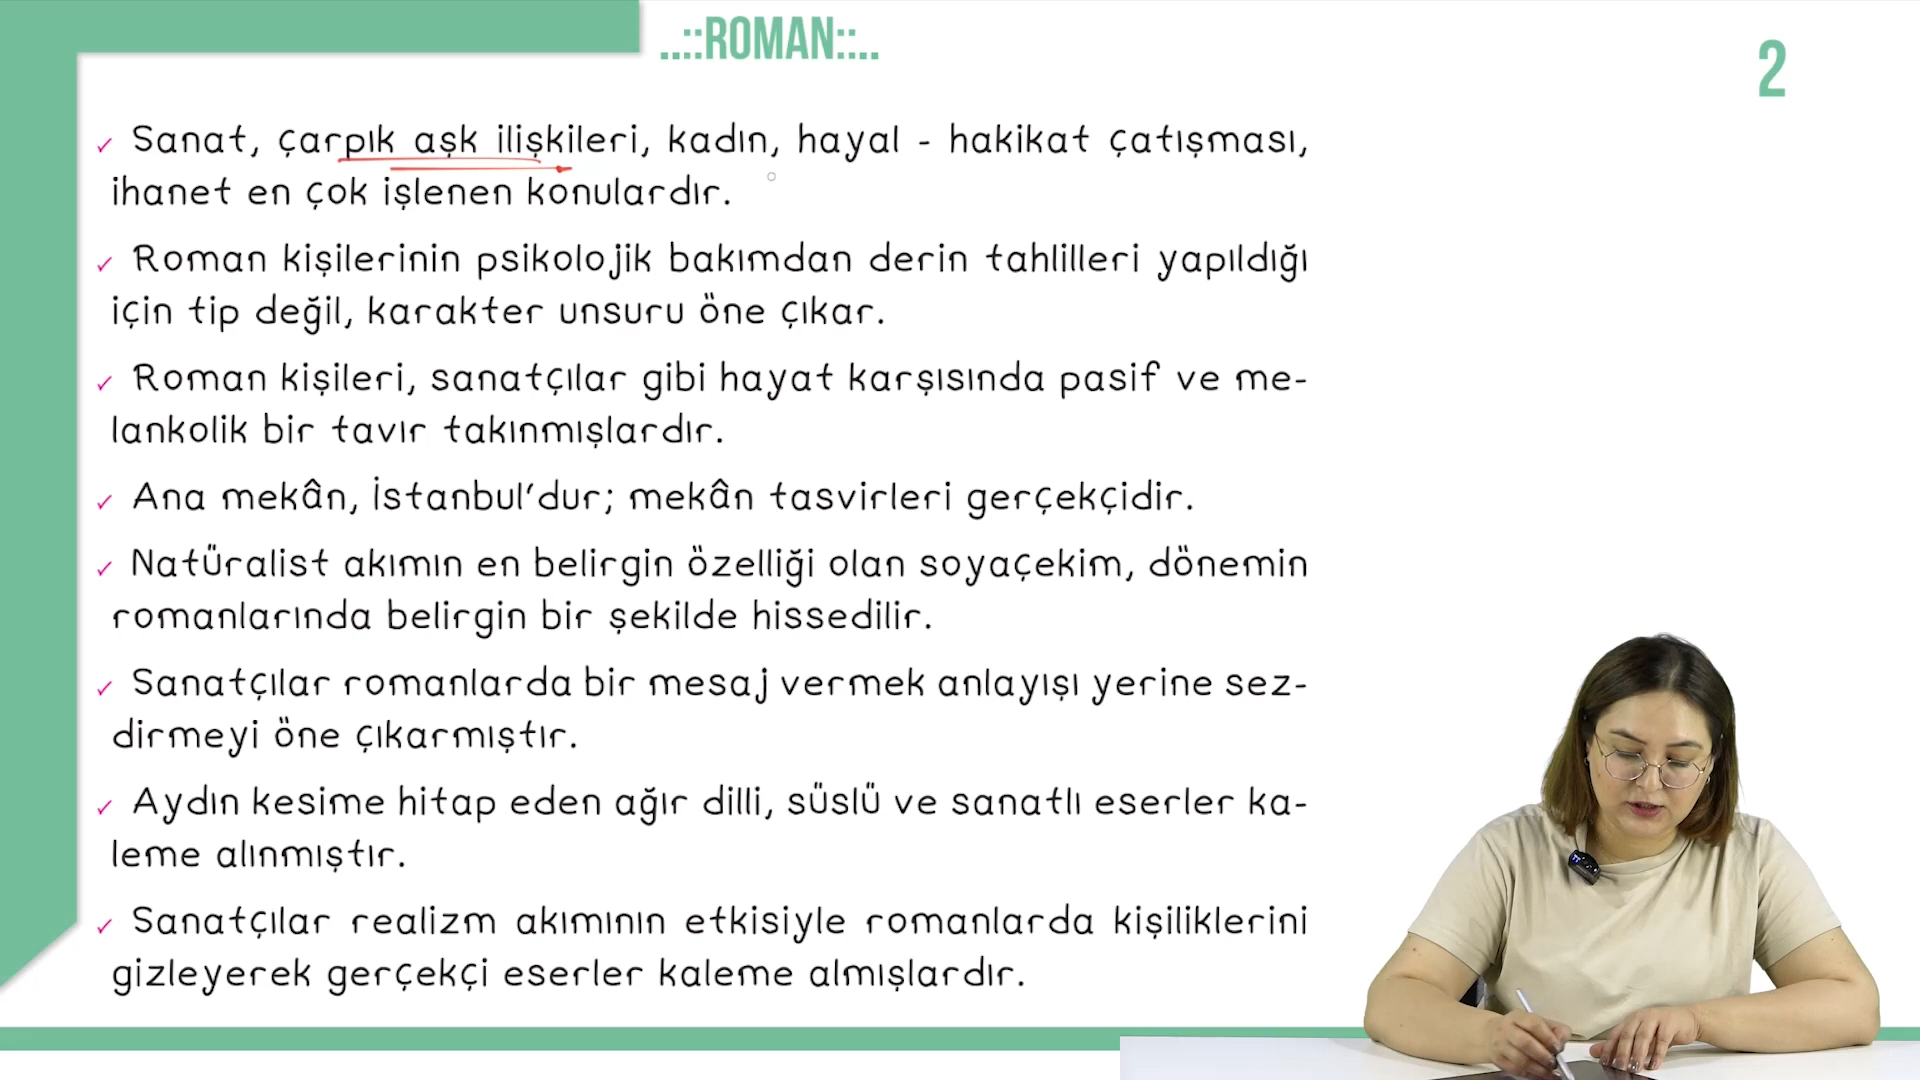 ..::ROMAN::..
2
✓ Sanat, çarpık aşk ilişkileri, kadın, hayal - hakikat çatışması,
ihanet en çok işlenen konulardır.
✓ Roman kişilerinin psikolojik bakımdan derin tahlilleri yapıldığı
için tip değil, karakter unsuru öne çıkar.
✓ Roman kişileri, sanatçılar gibi hayat karşısında pasif ve me-
lankolik bir tavır takınmışlardır.
✓ Ana mekân, İstanbul'dur; mekân tasvirleri gerçekçidir.
✓ Natüralist akımın en belirgin özelliği olan soyaçekim, dönemin
romanlarında belirgin bir şekilde hissedilir.
✓ Sanatçılar romanlarda bir mesaj vermek anlayışı yerine sez-
dirmeyi öne çıkarmıştır.
✓ Aydın kesime hitap eden ağır dilli, süslü ve sanatlı eserler ka-
leme alınmıştır.
✓ Sanatçılar realizm akımının etkisiyle romanlarda kişiliklerini
gizleyerek gerçekçi eserler kaleme almışlardır.